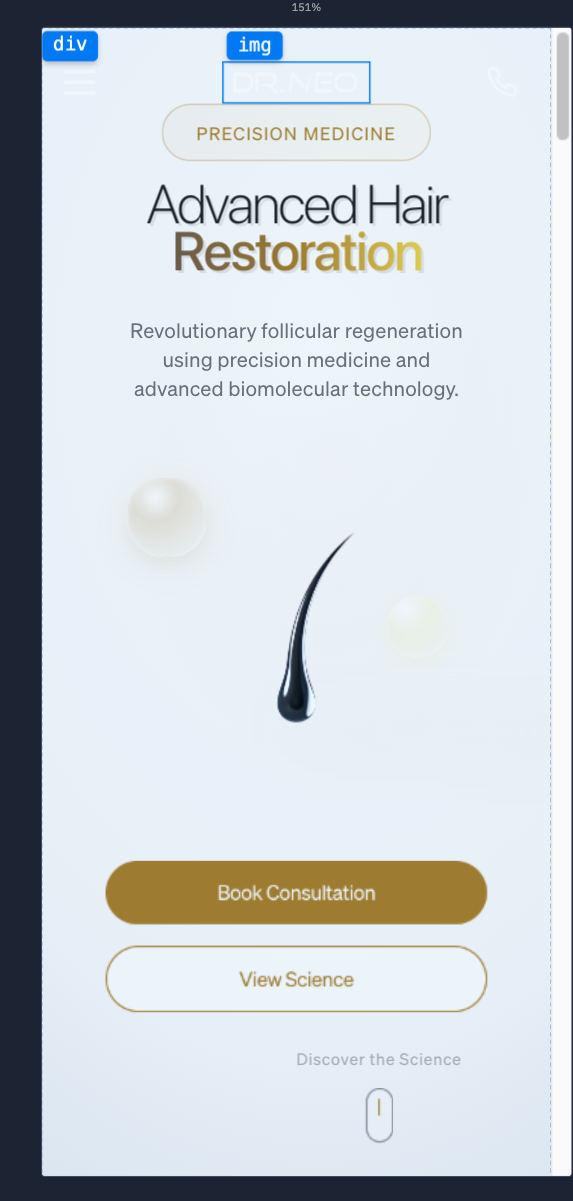 151%
div
img
DR.NEO
PRECISION MEDICINE
Advanced Hair
Restoration
Revolutionary follicular regeneration
using precision medicine and
advanced biomolecular technology.
Book Consultation
View Science
Discover the Science